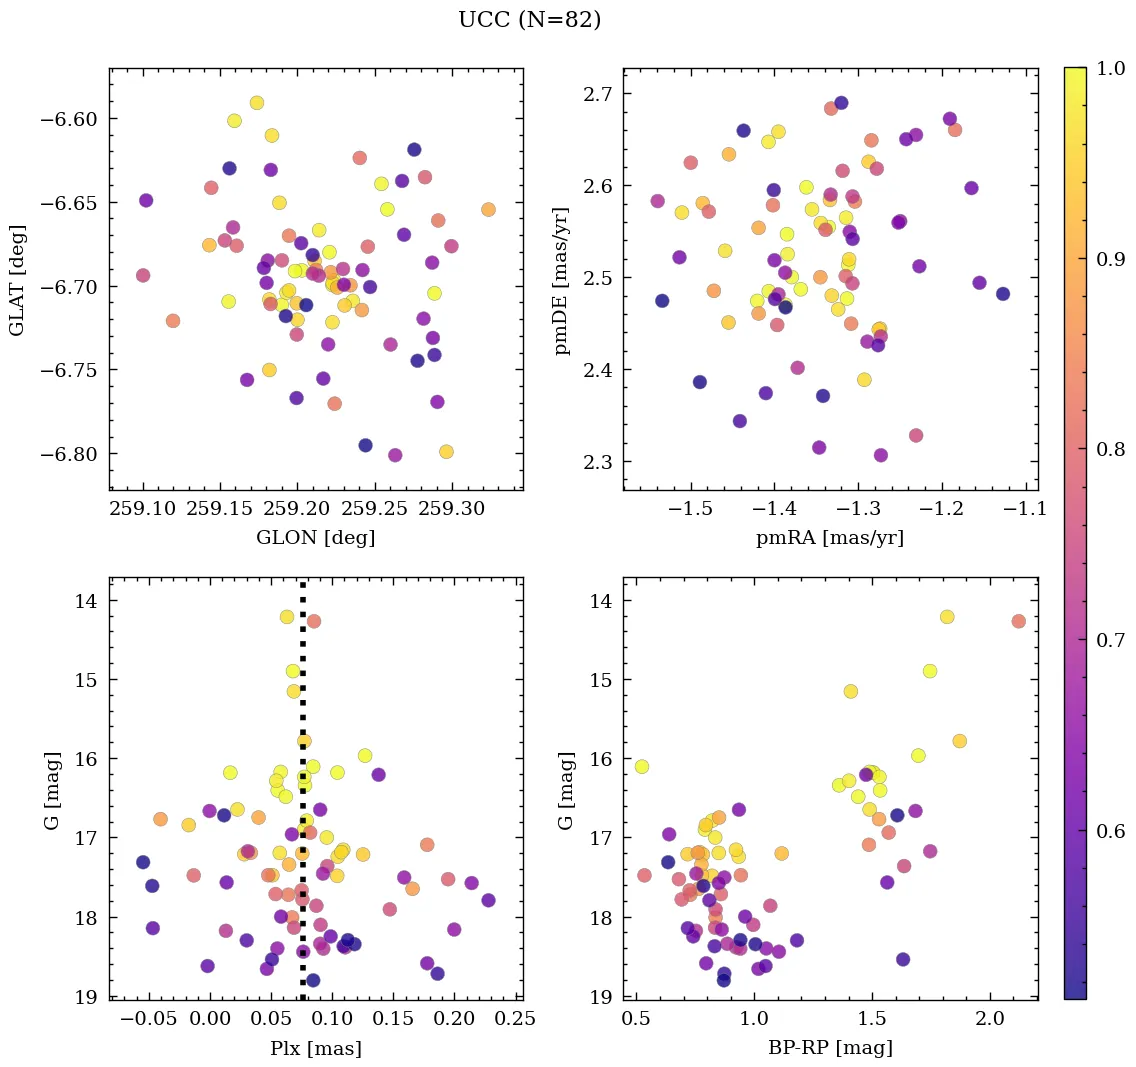 UCC (N=82)
−6.60
−6.65
−6.70
−6.75
−6.80
GLAT [deg]
259.10 259.15 259.20 259.25 259.30
GLON [deg]
2.7
2.6
2.5
2.4
2.3
pmDE [mas/yr]
−1.5 −1.4 −1.3 −1.2 −1.1
pmRA [mas/yr]
14
15
16
17
18
19
G [mag]
−0.05 0.00 0.05 0.10 0.15 0.20 0.25
Plx [mas]
14
15
16
17
18
19
G [mag]
0.5 1.0 1.5 2.0
BP-RP [mag]
1.0
0.9
0.8
0.7
0.6